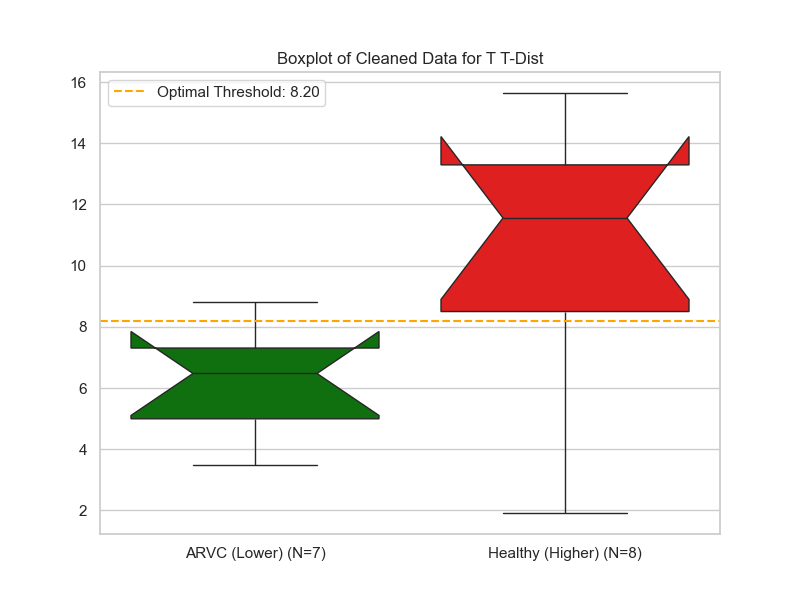 Boxplot of Cleaned Data for T T-Dist
Optimal Threshold: 8.20
16
14
12
10
8
6
4
2
ARVC (Lower) (N=7)
Healthy (Higher) (N=8)